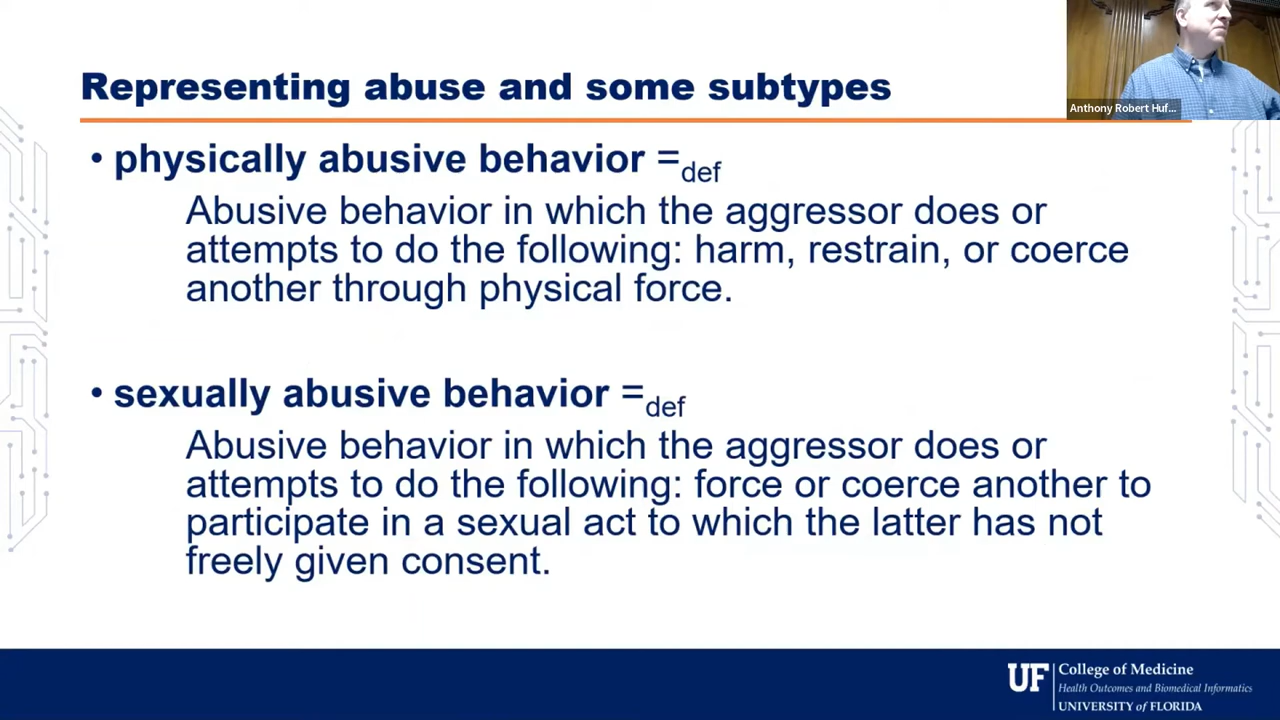 Representing abuse and some subtypes
Anthony Robert Huf...
• physically abusive behavior =def
Abusive behavior in which the aggressor does or
attempts to do the following: harm, restrain, or coerce
another through physical force.
• sexually abusive behavior =def
Abusive behavior in which the aggressor does or
attempts to do the following: force or coerce another to
participate in a sexual act to which the latter has not
freely given consent.
UF
College of Medicine
Health Outcomes and Biomedical Informatics
UNIVERSITY of FLORIDA